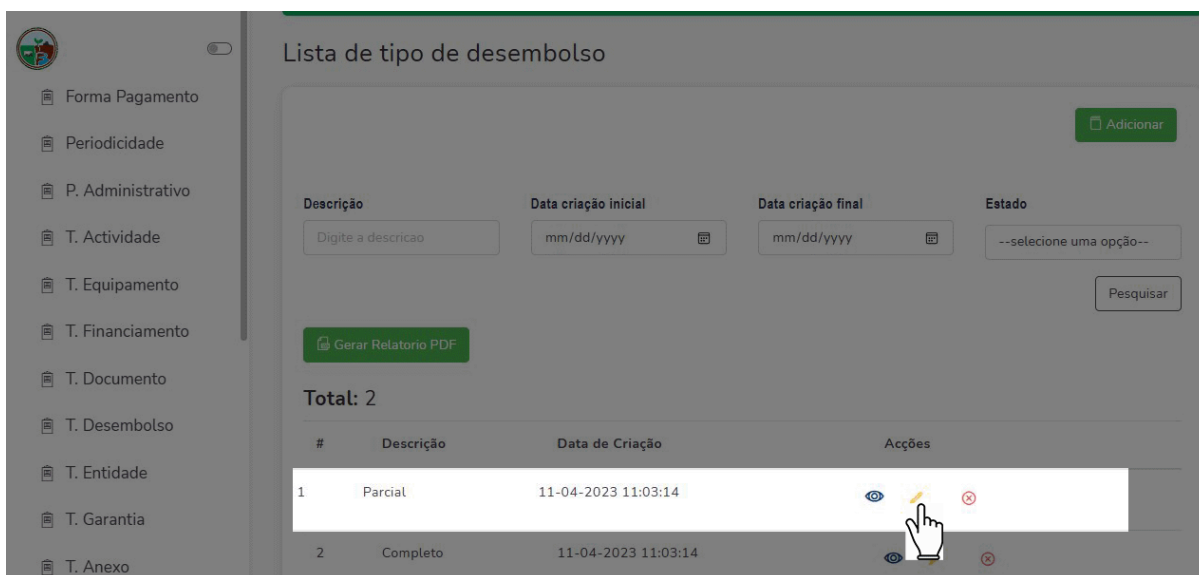 Lista de tipo de desembolso
Forma Pagamento
Periodicidade
P. Administrativo
T. Actividade
T. Equipamento
T. Financiamento
T. Documento
T. Desembolso
T. Entidade
T. Garantia
T. Anexo
Adicionar
Descrição Data criação inicial Data criação final Estado
Digite a descricao mm/dd/yyyy mm/dd/yyyy --selecione uma opção--
Pesquisar
Gerar Relatorio PDF
Total: 2
# Descrição Data de Criação Acções
1 Parcial 11-04-2023 11:03:14
2 Completo 11-04-2023 11:03:14